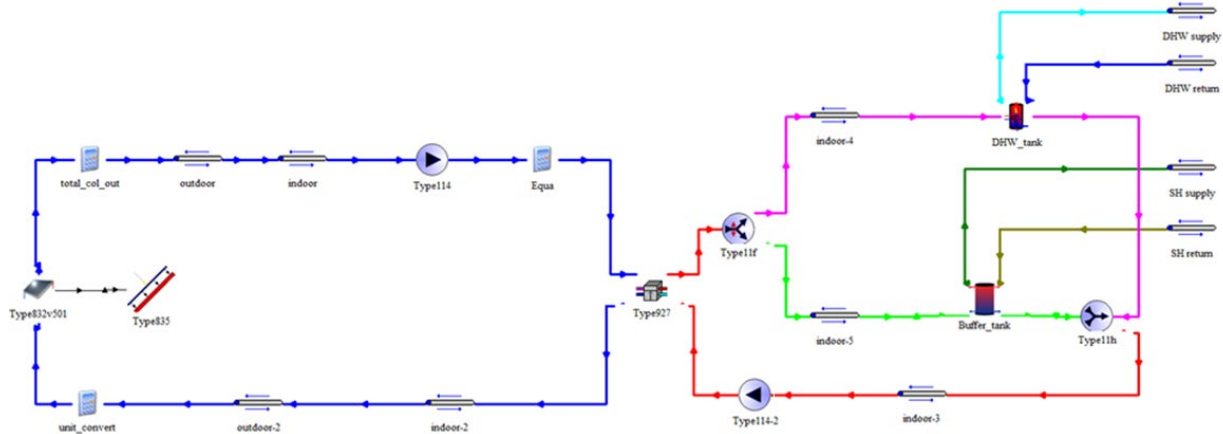 DHW supply
DHW return
indoor-4
DHW_tank
total_col_out
outdoor
indoor
Type114
Equa
SH supply
Type11f
SH return
Type832v501
Type835
Type927
Buffer_tank
indoor-5
Type11h
unit_convert
outdoor-2
indoor-2
Type114-2
indoor-3